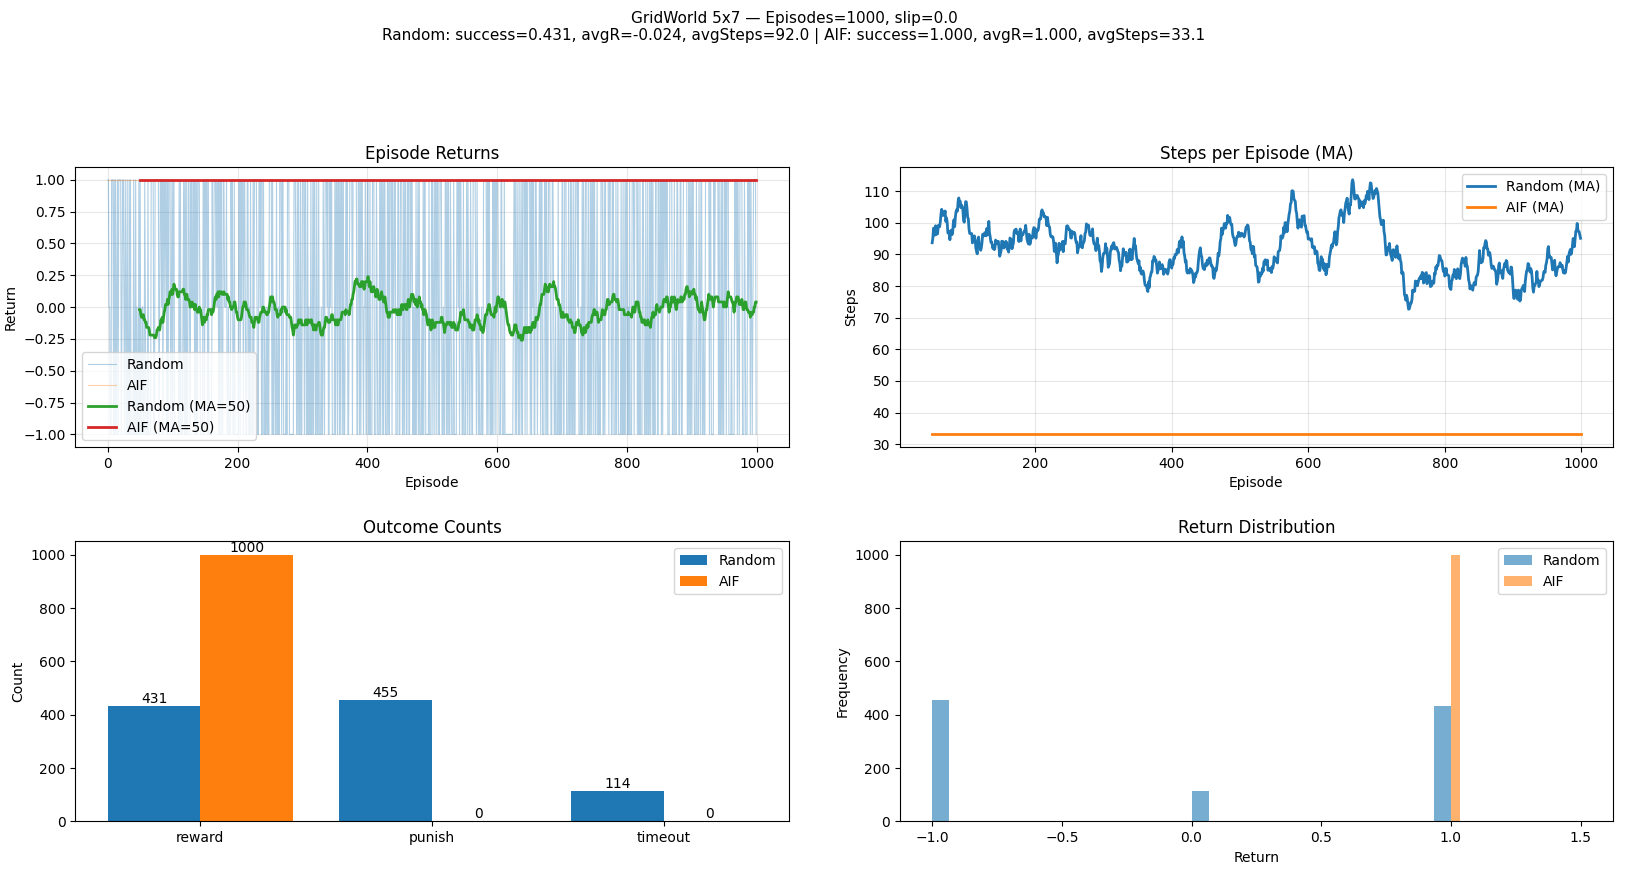 GridWorld 5x7 — Episodes=1000, slip=0.0
Random: success=0.431, avgR=-0.024, avgSteps=92.0 | AIF: success=1.000, avgR=1.000, avgSteps=33.1
Episode Returns
1.00
0.75
0.50
0.25
0.00
−0.25
−0.50
−0.75
−1.00
Return
Random
AIF
Random (MA=50)
AIF (MA=50)
0
200
400
600
800
1000
Episode
Steps per Episode (MA)
110
100
90
80
70
60
50
40
30
Steps
Random (MA)
AIF (MA)
200
400
600
800
1000
Episode
Outcome Counts
1000
800
600
400
200
0
Count
Random
AIF
431
1000
455
0
114
0
reward
punish
timeout
Return Distribution
1000
800
600
400
200
0
Frequency
Random
AIF
−1.0
−0.5
0.0
0.5
1.0
1.5
Return